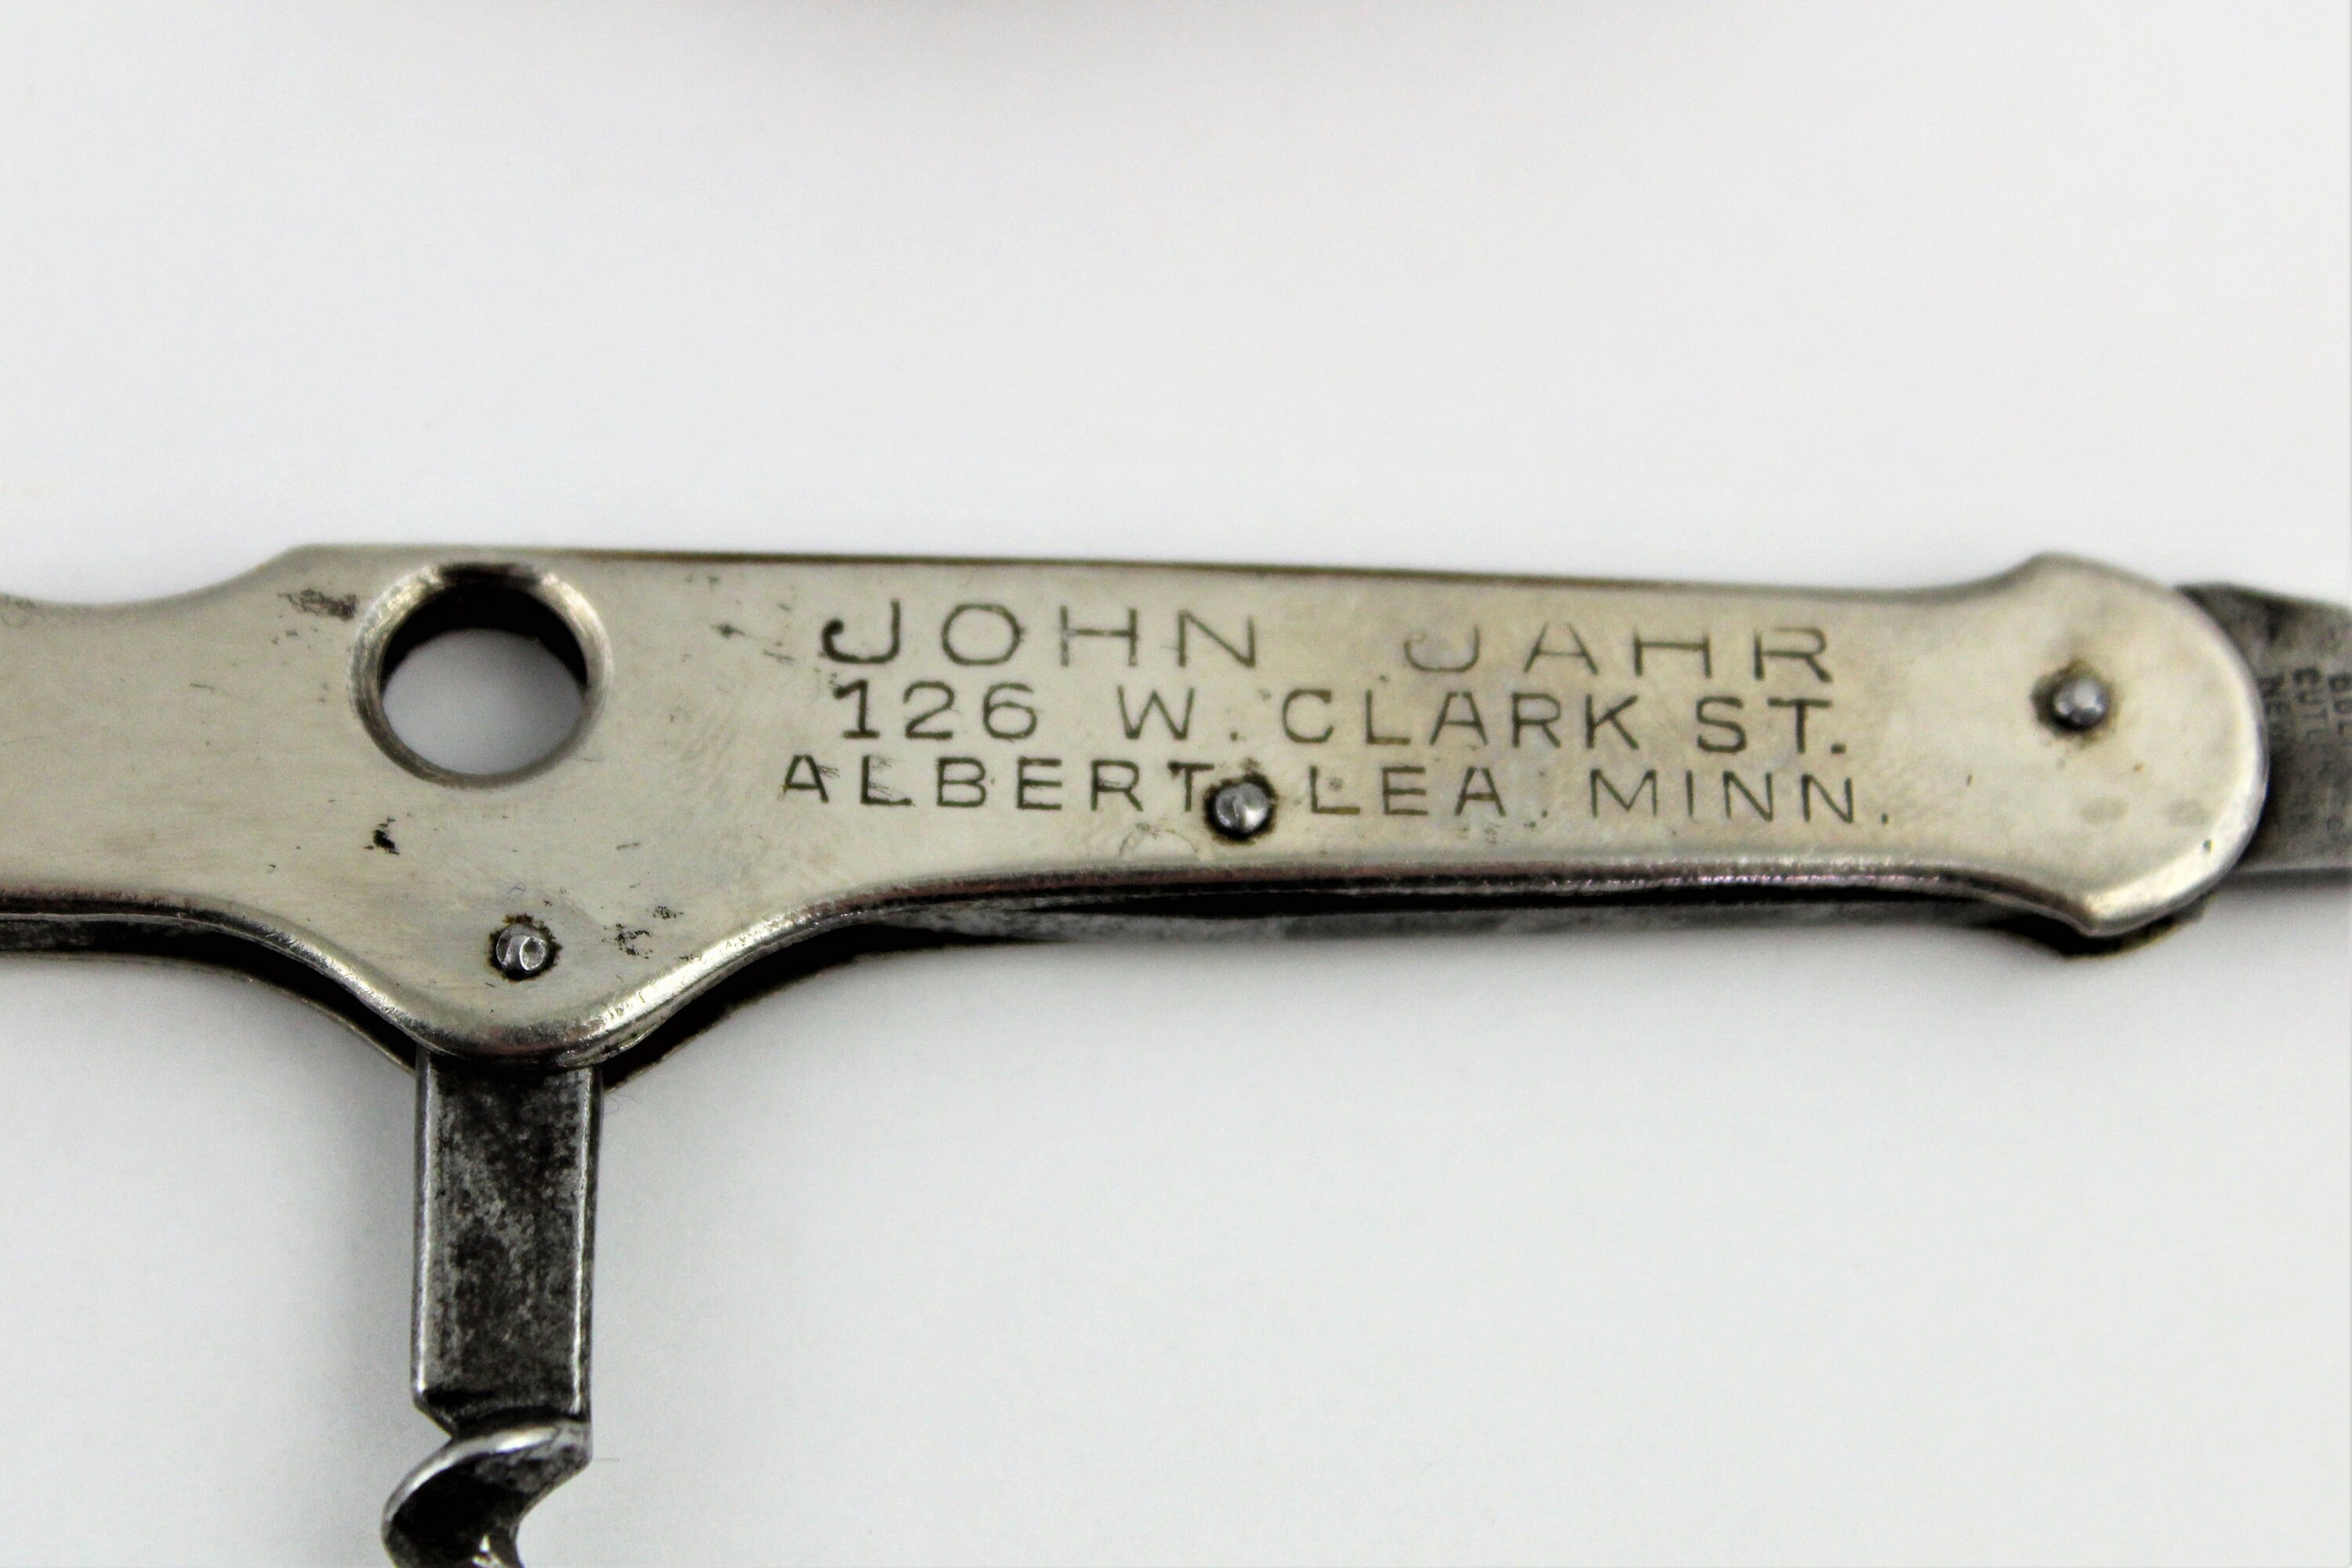 JOHN JAHR
126 W. CLARK ST.
ALBERT LEA. MINN.